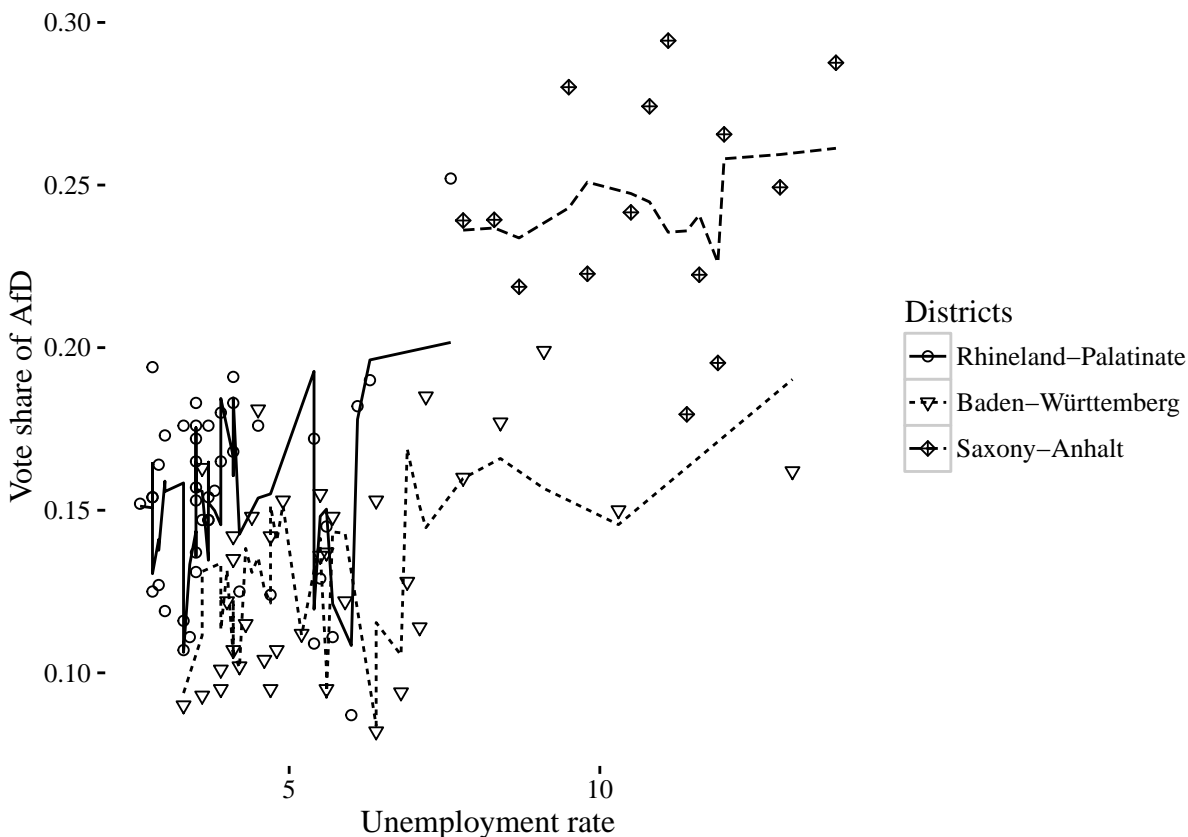 0.30
0.25
0.20
0.15
0.10
Vote share of AfD
5
10
Unemployment rate
Districts
Rhineland−Palatinate
Baden−Württemberg
Saxony−Anhalt